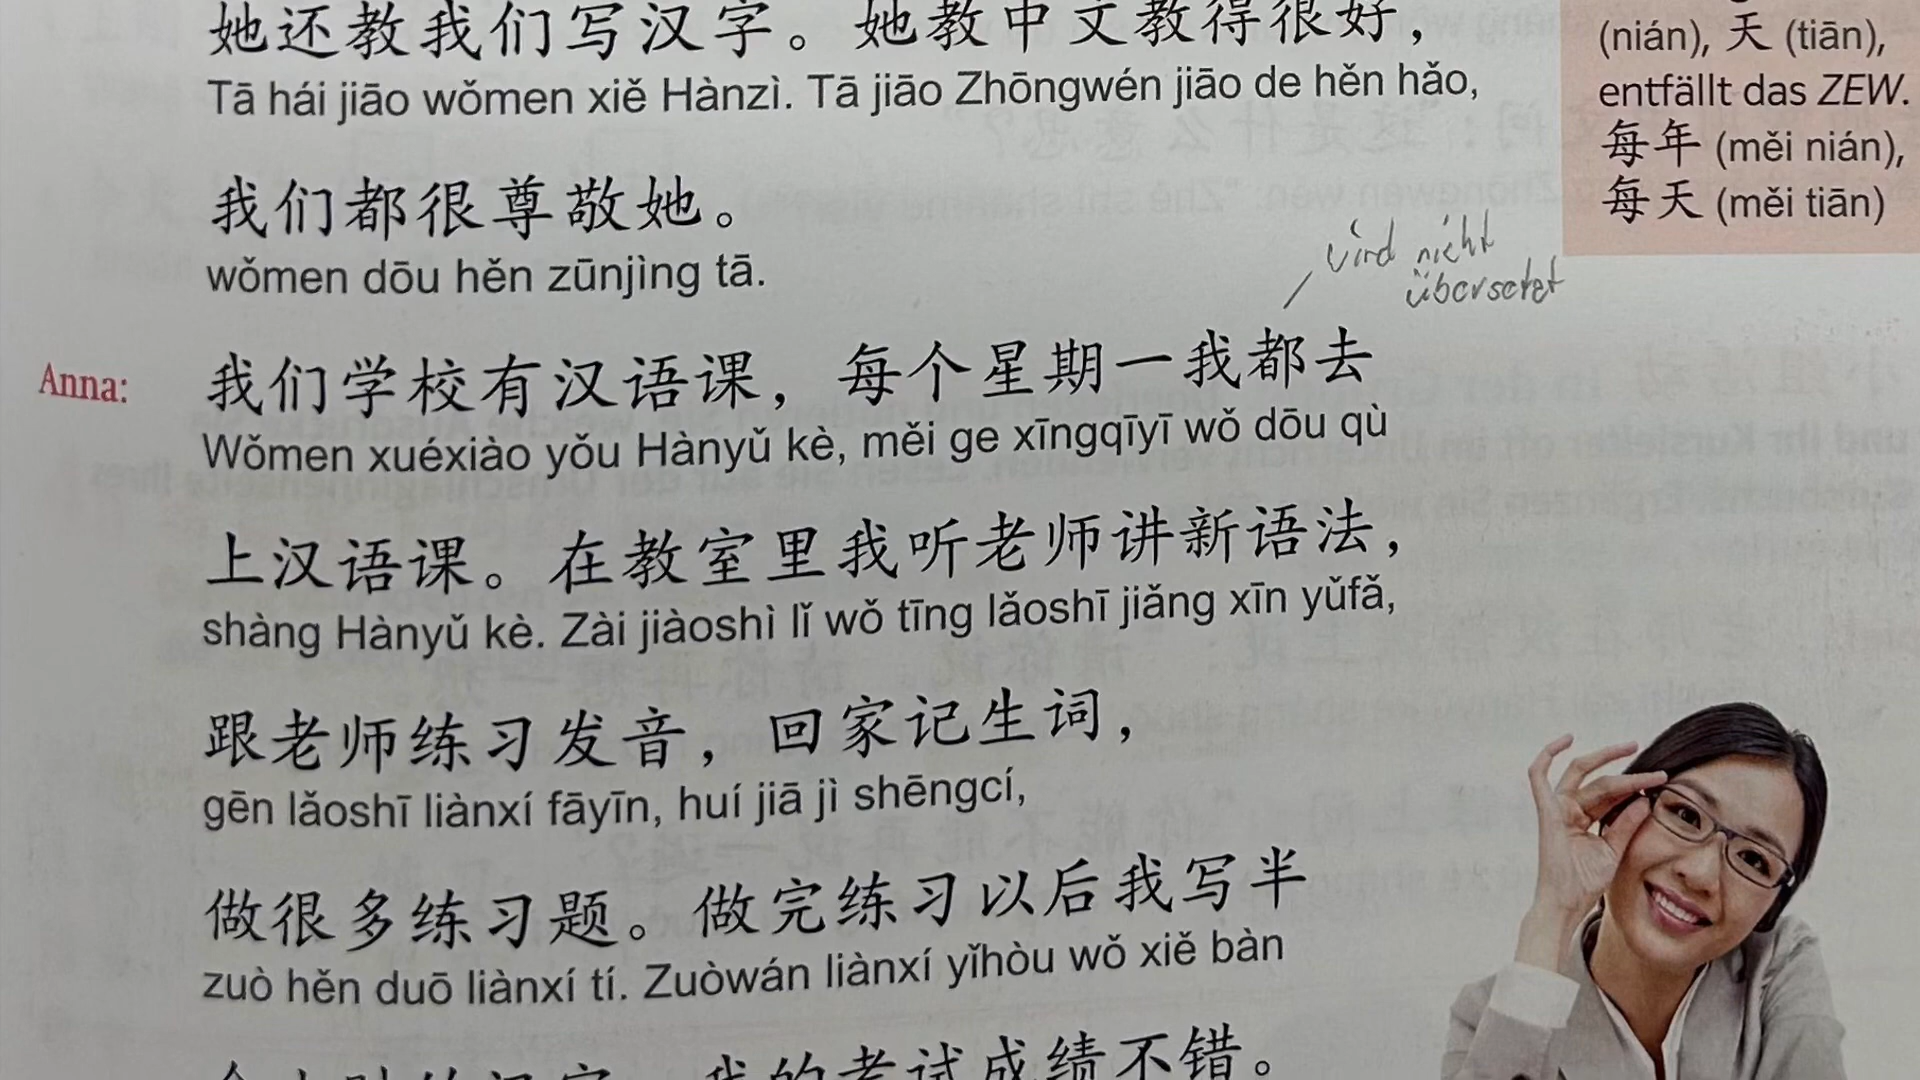 她还教我们写汉字。她教中文教得很好，
Tā hái jiāo wǒmen xiě Hànzì. Tā jiāo Zhōngwén jiāo de hěn hǎo,
我们都很尊敬她。
wǒmen dōu hěn zūnjìng tā.
(nián), 天 (tiān),
entfällt das ZEW.
每年 (měi nián),
每天 (měi tiān)
wird nicht
übersetzt
Anna:
我们学校有汉语课，每个星期一我都去
Wǒmen xuéxiào yǒu Hànyǔ kè, měi ge xīngqīyī wǒ dōu qù
上汉语课。在教室里我听老师讲新语法，
shàng Hànyǔ kè. Zài jiàoshì lǐ wǒ tīng lǎoshī jiǎng xīn yǔfǎ,
跟老师练习发音，回家记生词，
gēn lǎoshī liànxí fāyīn, huí jiā jì shēngcí,
做很多练习题。做完练习以后我写半
zuò hěn duō liànxí tí. Zuòwán liànxí yǐhòu wǒ xiě bàn
个小时的汉字。我的考试成绩不错。